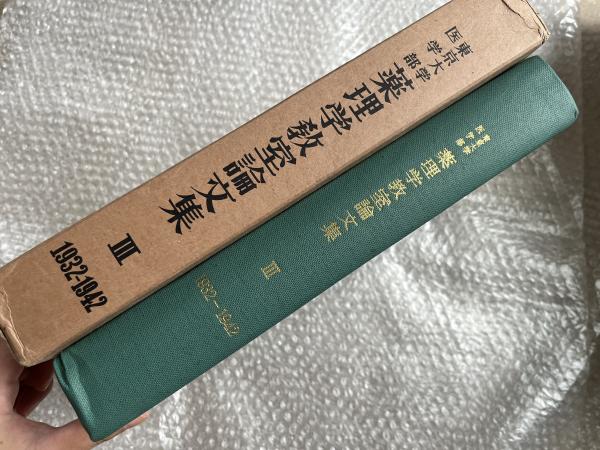 東京大学
医学部
薬理学教室論文集
III
1932-1942
東京大学
医学部
薬理学教室論文集
III
1932-1942